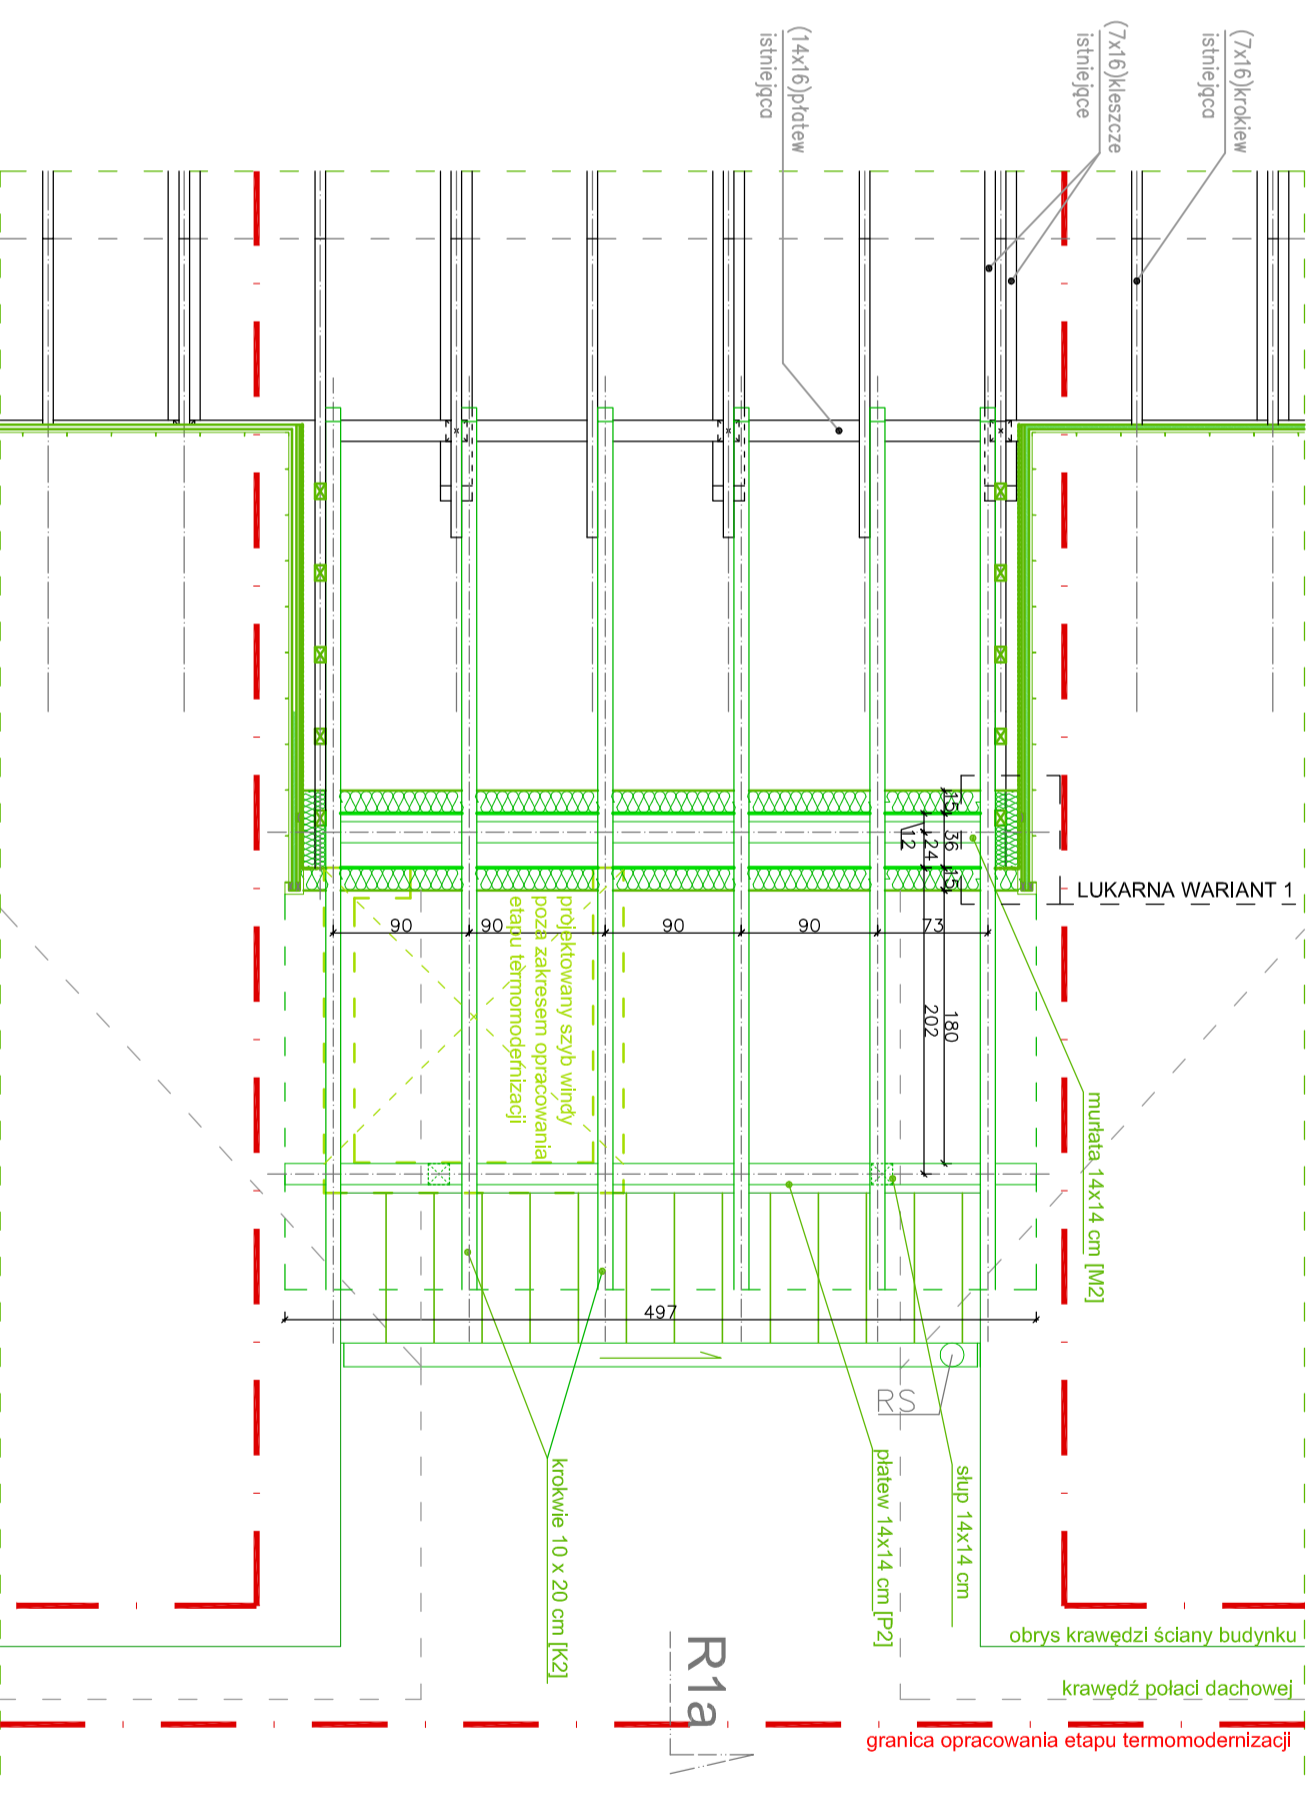 (14x16)płatew
istniejąca
(7x16)kleszcze
istniejące
(7x16)krokiew
istniejąca
15
36
24
12
15
LUKARNA WARIANT 1
90
90
90
90
73
projektowany szyb windy
poza zakresem opracowania
etapu termomodernizacji
180
202
murłata 14x14 cm [M2]
497
RS
krokwie 10 x 20 cm [K2]
płatew 14x14 cm [P2]
słup 14x14 cm
R1a
obrys krawędzi ściany budynku
krawędź połaci dachowej
granica opracowania etapu termomodernizacji